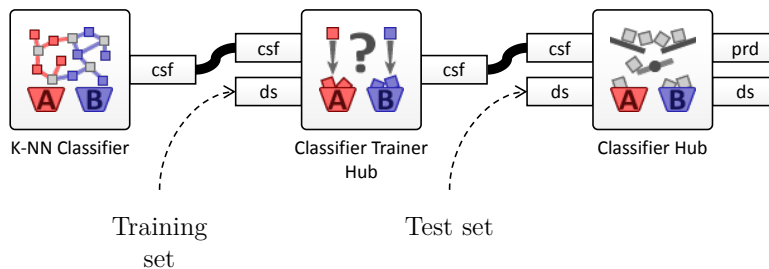 A B
csf
K-NN Classifier
csf
ds
?
A B
csf
Classifier Trainer
Hub
csf
ds
A B
prd
ds
Classifier Hub
Training
set
Test set